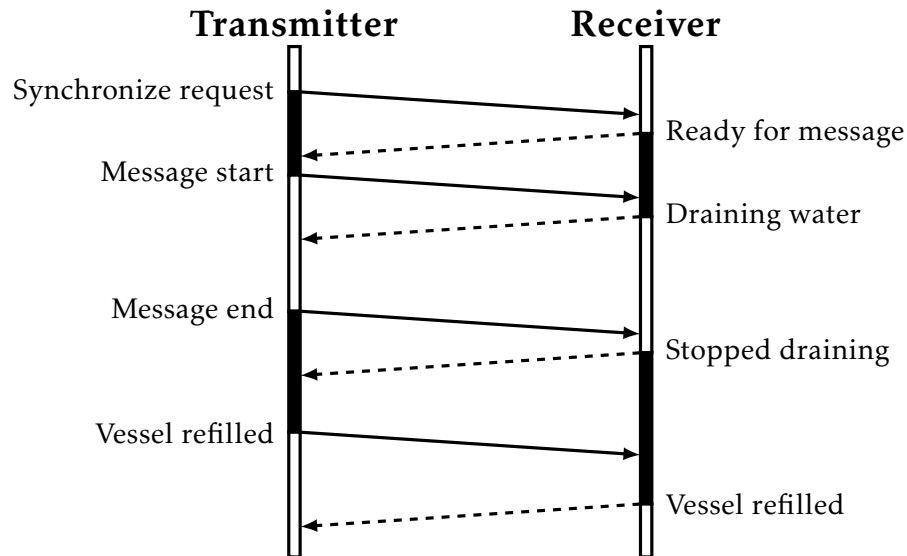 Transmitter
Receiver
Synchronize request
Ready for message
Message start
Draining water
Message end
Stopped draining
Vessel refilled
Vessel refilled